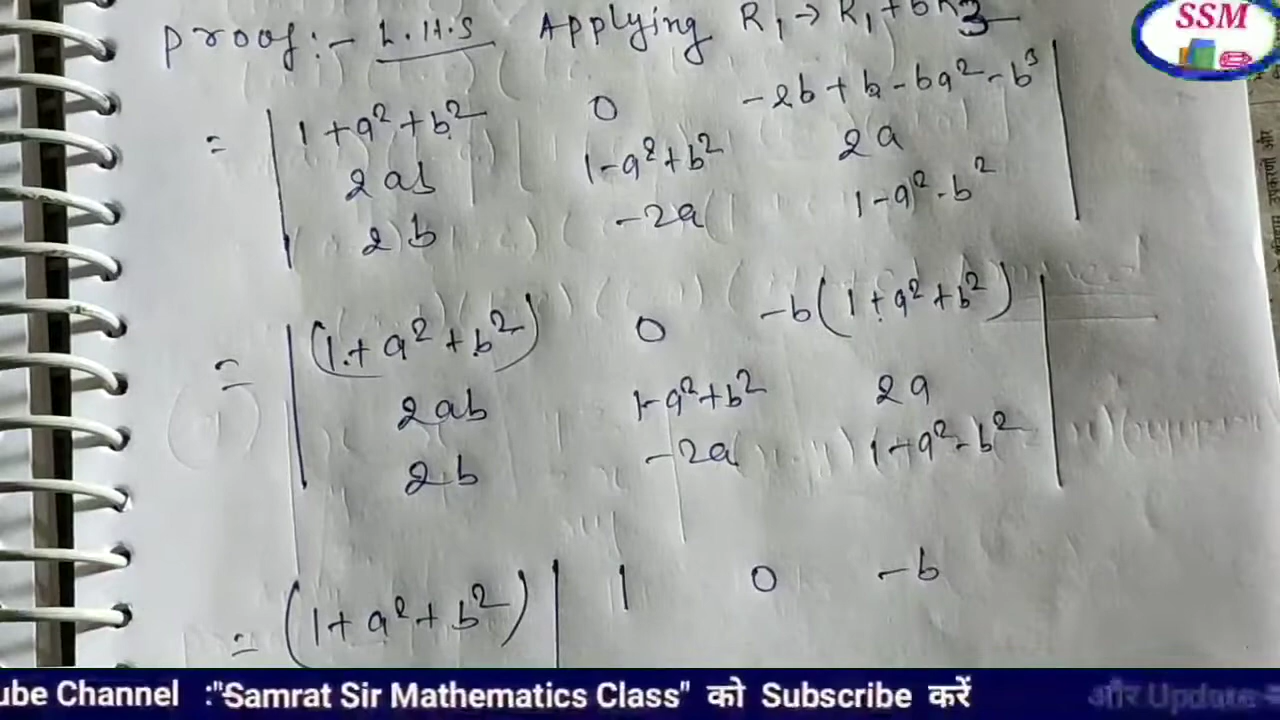 Proof:- L.H.S Applying R₁ → R₁ + bR₃
SSM
= | 1+a²+b² 0 -2b+b-ba²-b³ |
2ab 1-a²+b² 2a
2b -2a 1-a²-b²
= | (1+a²+b²) 0 -b(1+a²+b²) |
2ab 1-a²+b² 2a
2b -2a 1-a²-b²
= (1+a²+b²) | 1 0 -b
ube Channel :"Samrat Sir Mathematics Class" को Subscribe करें और Update